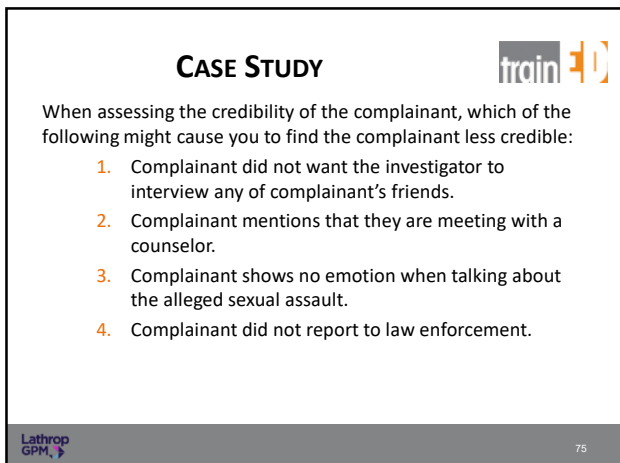 CASE STUDY
train ED
When assessing the credibility of the complainant, which of the
following might cause you to find the complainant less credible:
1. Complainant did not want the investigator to
interview any of complainant's friends.
2. Complainant mentions that they are meeting with a
counselor.
3. Complainant shows no emotion when talking about
the alleged sexual assault.
4. Complainant did not report to law enforcement.
Lathrop
GPM
75